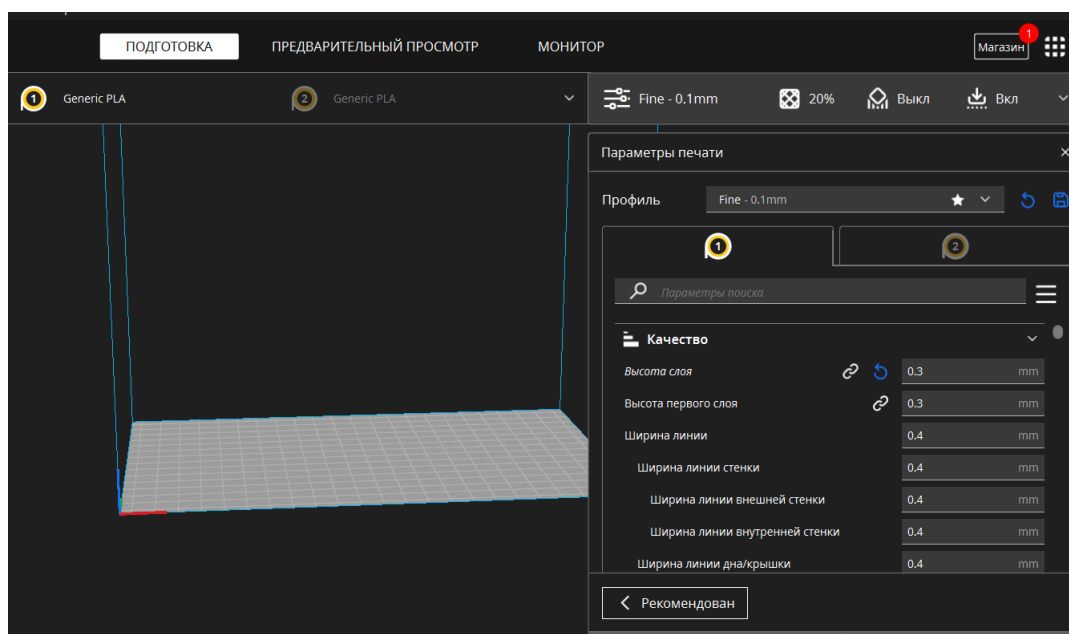 ПОДГОТОВКА ПРЕДВАРИТЕЛЬНЫЙ ПРОСМОТР МОНИТОР Магазин 1
1 Generic PLA 2 Generic PLA Fine - 0.1mm 20% Выкл Вкл
Параметры печати
Профиль Fine - 0.1mm
1 2
Параметры поиска
Качество
Высота слоя 0.3 mm
Высота первого слоя 0.3 mm
Ширина линии 0.4 mm
Ширина линии стенки 0.4 mm
Ширина линии внешней стенки 0.4 mm
Ширина линии внутренней стенки 0.4 mm
Ширина линии дна/крышки 0.4 mm
Рекомендован